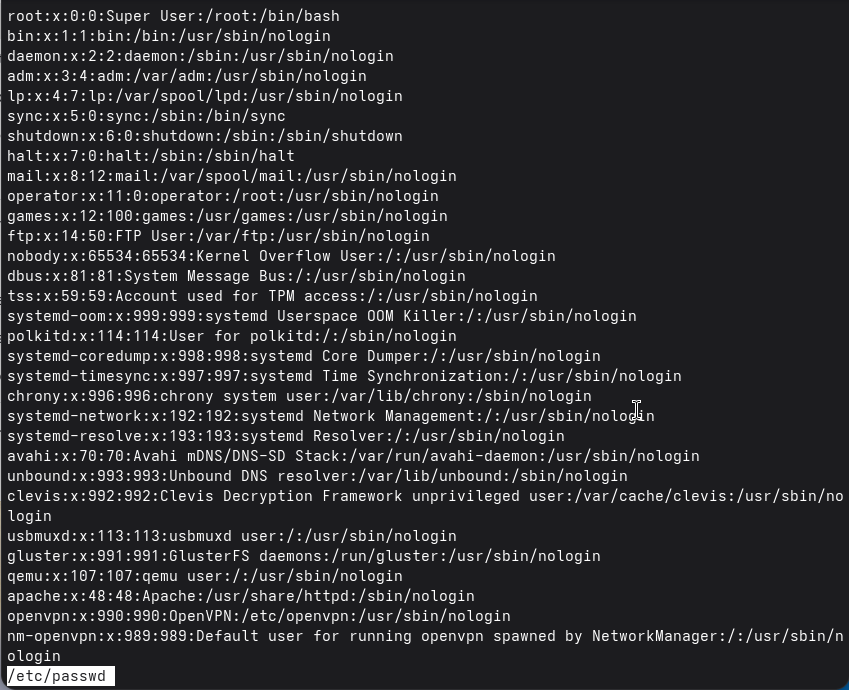 root:x:0:0:Super User:/root:/bin/bash
bin:x:1:1:bin:/bin:/usr/sbin/nologin
daemon:x:2:2:daemon:/sbin:/usr/sbin/nologin
adm:x:3:4:adm:/var/adm:/usr/sbin/nologin
lp:x:4:7:lp:/var/spool/lpd:/usr/sbin/nologin
sync:x:5:0:sync:/sbin:/bin/sync
shutdown:x:6:0:shutdown:/sbin:/sbin/shutdown
halt:x:7:0:halt:/sbin:/sbin/halt
mail:x:8:12:mail:/var/spool/mail:/usr/sbin/nologin
operator:x:11:0:operator:/root:/usr/sbin/nologin
games:x:12:100:games:/usr/games:/usr/sbin/nologin
ftp:x:14:50:FTP User:/var/ftp:/usr/sbin/nologin
nobody:x:65534:65534:Kernel Overflow User:/:/usr/sbin/nologin
dbus:x:81:81:System Message Bus:/:/usr/sbin/nologin
tss:x:59:59:Account used for TPM access:/:/usr/sbin/nologin
systemd-oom:x:999:999:systemd Userspace OOM Killer:/:/usr/sbin/nologin
polkitd:x:114:114:User for polkitd:/:/sbin/nologin
systemd-coredump:x:998:998:systemd Core Dumper:/:/usr/sbin/nologin
systemd-timesync:x:997:997:systemd Time Synchronization:/:/usr/sbin/nologin
chrony:x:996:996:chrony system user:/var/lib/chrony:/sbin/nologin
systemd-network:x:192:192:systemd Network Management:/:/usr/sbin/nologin
systemd-resolve:x:193:193:systemd Resolver:/:/usr/sbin/nologin
avahi:x:70:70:Avahi mDNS/DNS-SD Stack:/var/run/avahi-daemon:/usr/sbin/nologin
unbound:x:993:993:Unbound DNS resolver:/var/lib/unbound:/sbin/nologin
clevis:x:992:992:Clevis Decryption Framework unprivileged user:/var/cache/clevis:/usr/sbin/no
login
usbmuxd:x:113:113:usbmuxd user:/:/usr/sbin/nologin
gluster:x:991:991:GlusterFS daemons:/run/gluster:/usr/sbin/nologin
qemu:x:107:107:qemu user:/:/usr/sbin/nologin
apache:x:48:48:Apache:/usr/share/httpd:/sbin/nologin
openvpn:x:990:990:OpenVPN:/etc/openvpn:/usr/sbin/nologin
nm-openvpn:x:989:989:Default user for running openvpn spawned by NetworkManager:/:/usr/sbin/n
ologin
/etc/passwd